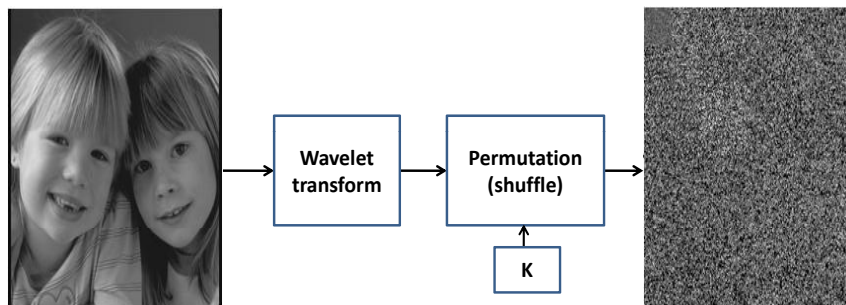 Wavelet
transform
Permutation
(shuffle)
K